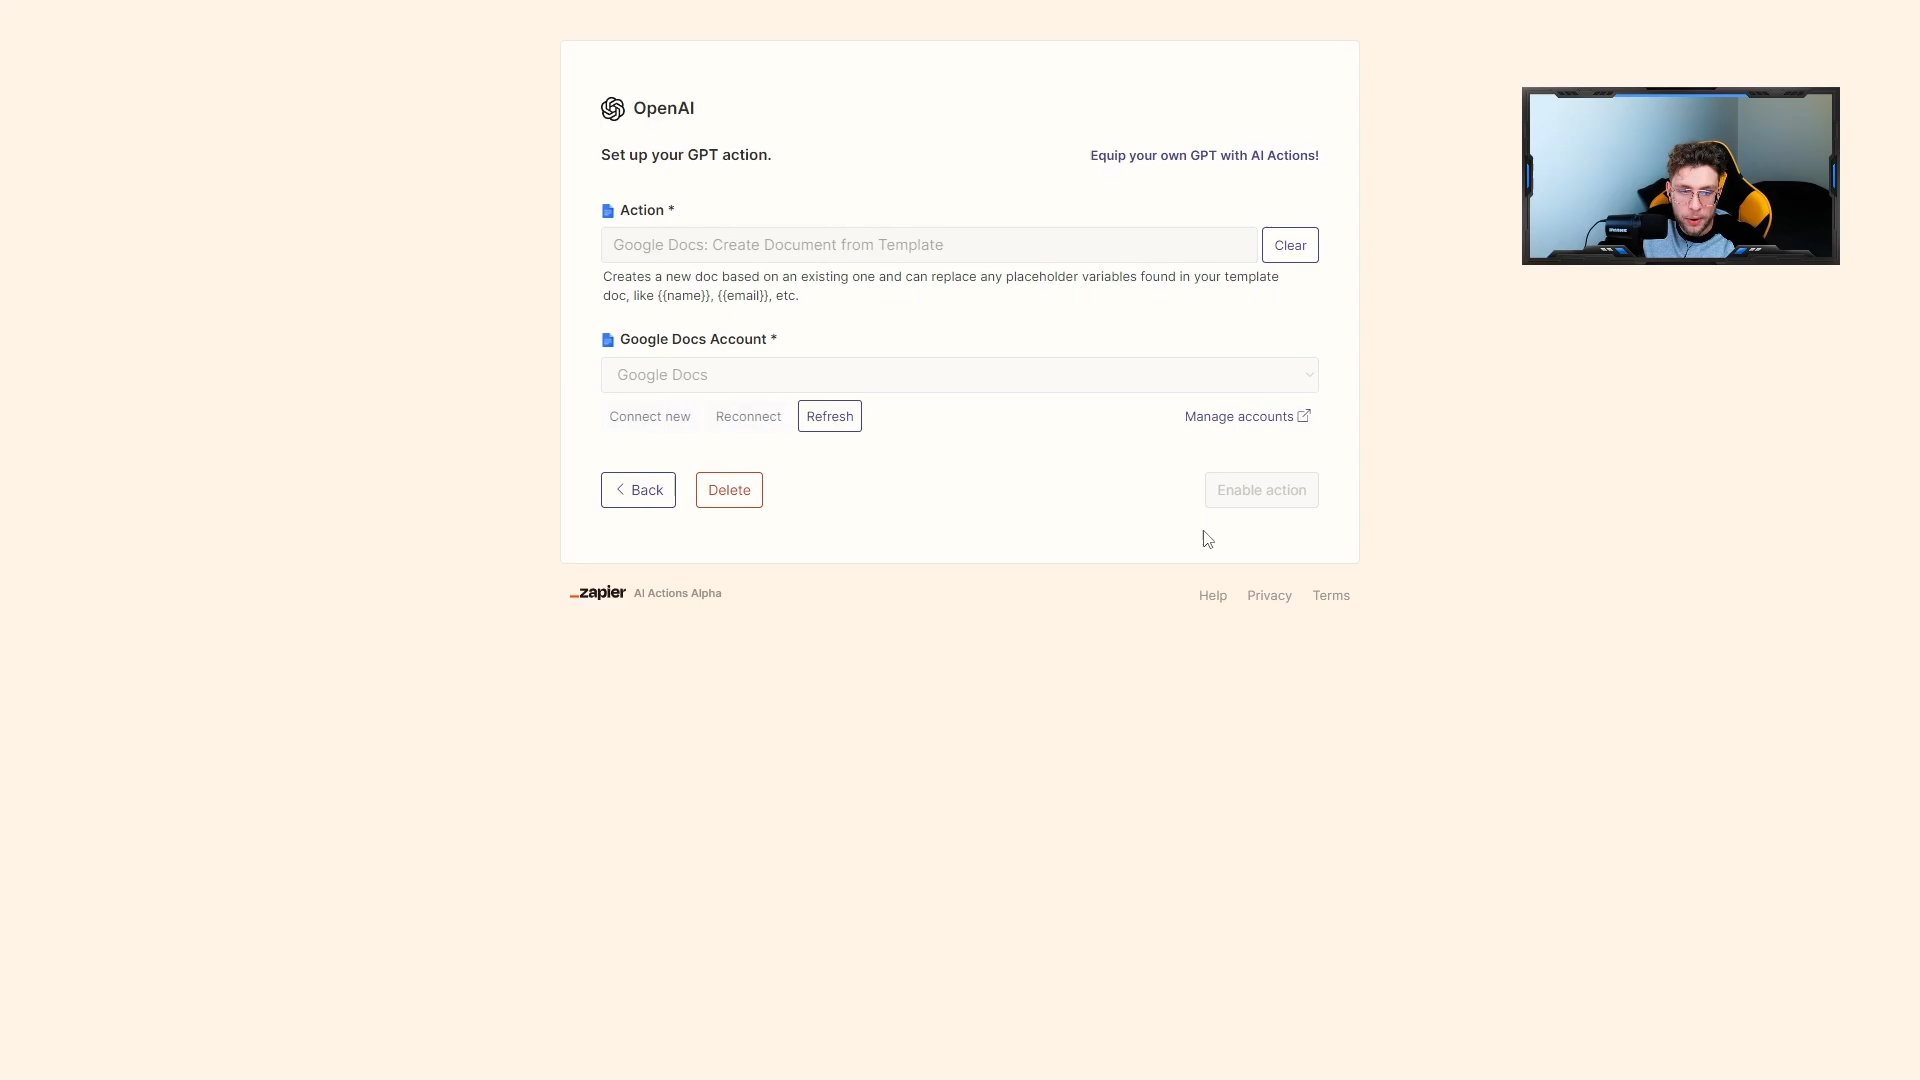 OpenAI
Set up your GPT action.
Equip your own GPT with AI Actions!
Action *
Google Docs: Create Document from Template
Clear
Creates a new doc based on an existing one and can replace any placeholder variables found in your template
doc, like {{name}}, {{email}}, etc.
Google Docs Account *
Google Docs
Connect new
Reconnect
Refresh
Manage accounts
Back
Delete
Enable action
zapier
AI Actions Alpha
Help
Privacy
Terms